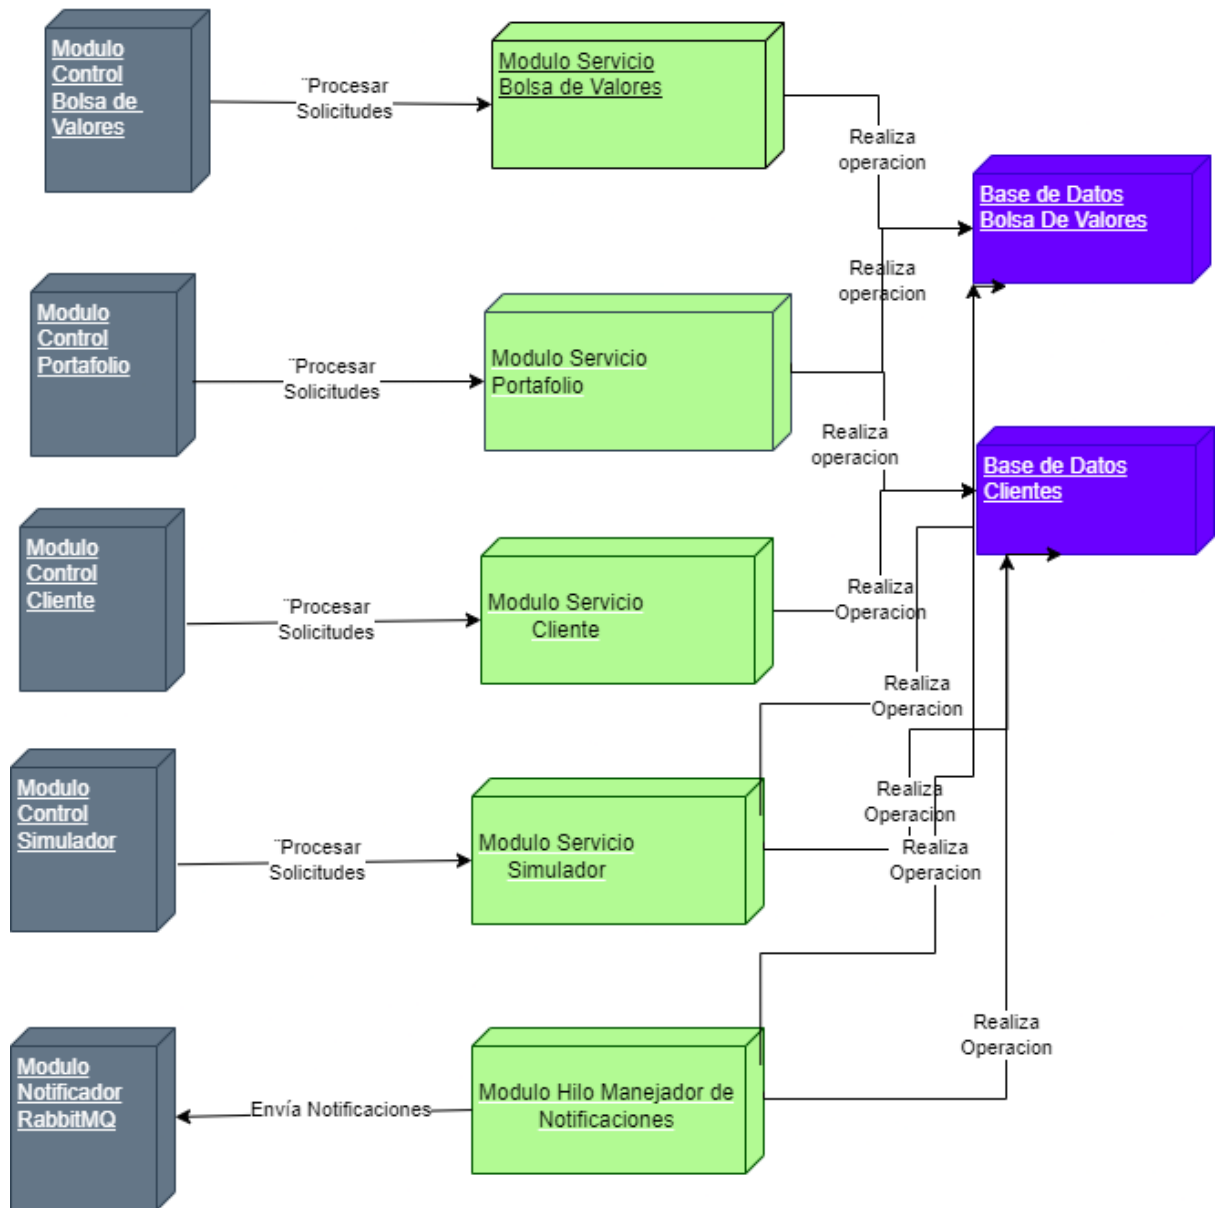 Modulo
Control
Bolsa de
Valores
¨Procesar
Solicitudes
Modulo Servicio
Bolsa de Valores
Realiza
operacion
Base de Datos
Bolsa De Valores
Modulo
Control
Portafolio
¨Procesar
Solicitudes
Modulo Servicio
Portafolio
Realiza
operacion
Realiza
operacion
Base de Datos
Clientes
Modulo
Control
Cliente
¨Procesar
Solicitudes
Modulo Servicio
Cliente
Realiza
Operacion
Realiza
Operacion
Modulo
Control
Simulador
¨Procesar
Solicitudes
Modulo Servicio
Simulador
Realiza
Operacion
Realiza
Operacion
Modulo
Notificador
RabbitMQ
Envía Notificaciones
Modulo Hilo Manejador de
Notificaciones
Realiza
Operacion